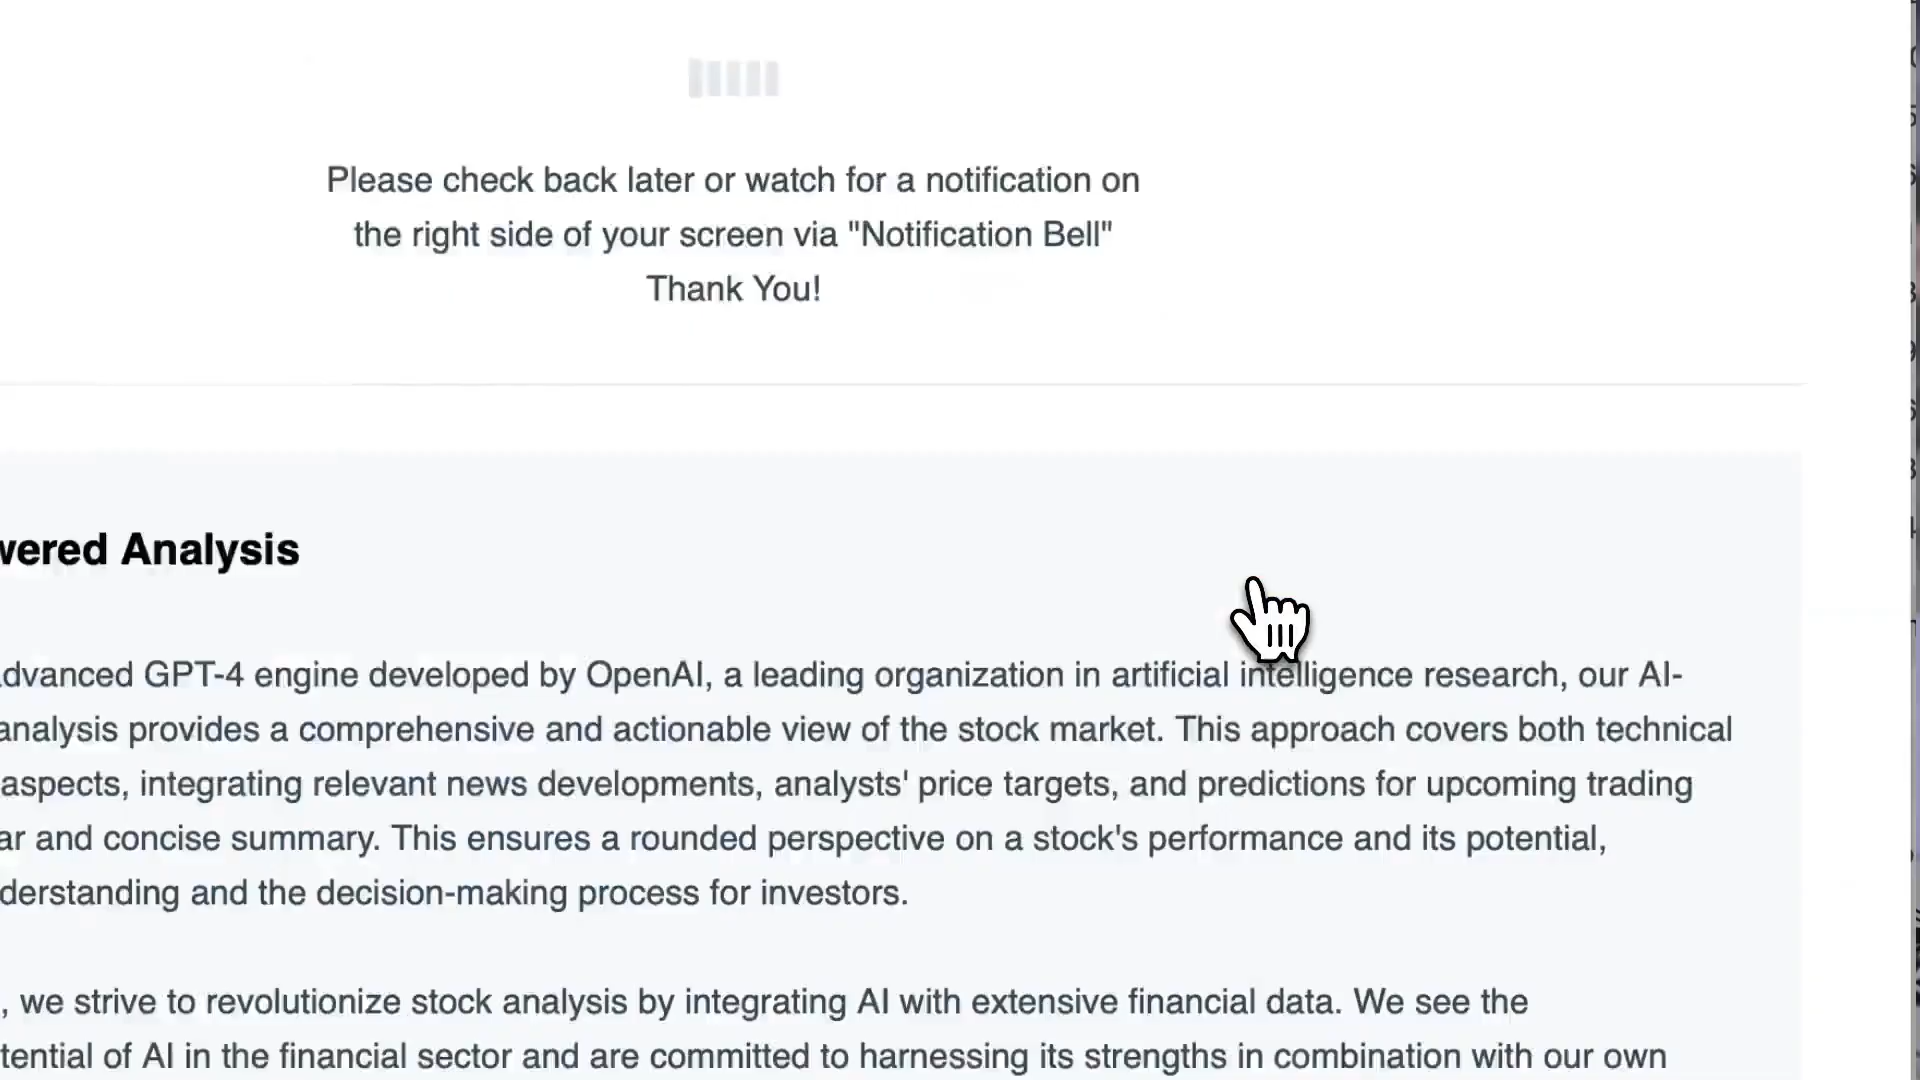 Please check back later or watch for a notification on
the right side of your screen via "Notification Bell"
Thank You!
wered Analysis
dvanced GPT-4 engine developed by OpenAI, a leading organization in artificial intelligence research, our AI-
analysis provides a comprehensive and actionable view of the stock market. This approach covers both technical
aspects, integrating relevant news developments, analysts' price targets, and predictions for upcoming trading
ar and concise summary. This ensures a rounded perspective on a stock's performance and its potential,
derstanding and the decision-making process for investors.
, we strive to revolutionize stock analysis by integrating AI with extensive financial data. We see the
tential of AI in the financial sector and are committed to harnessing its strengths in combination with our own